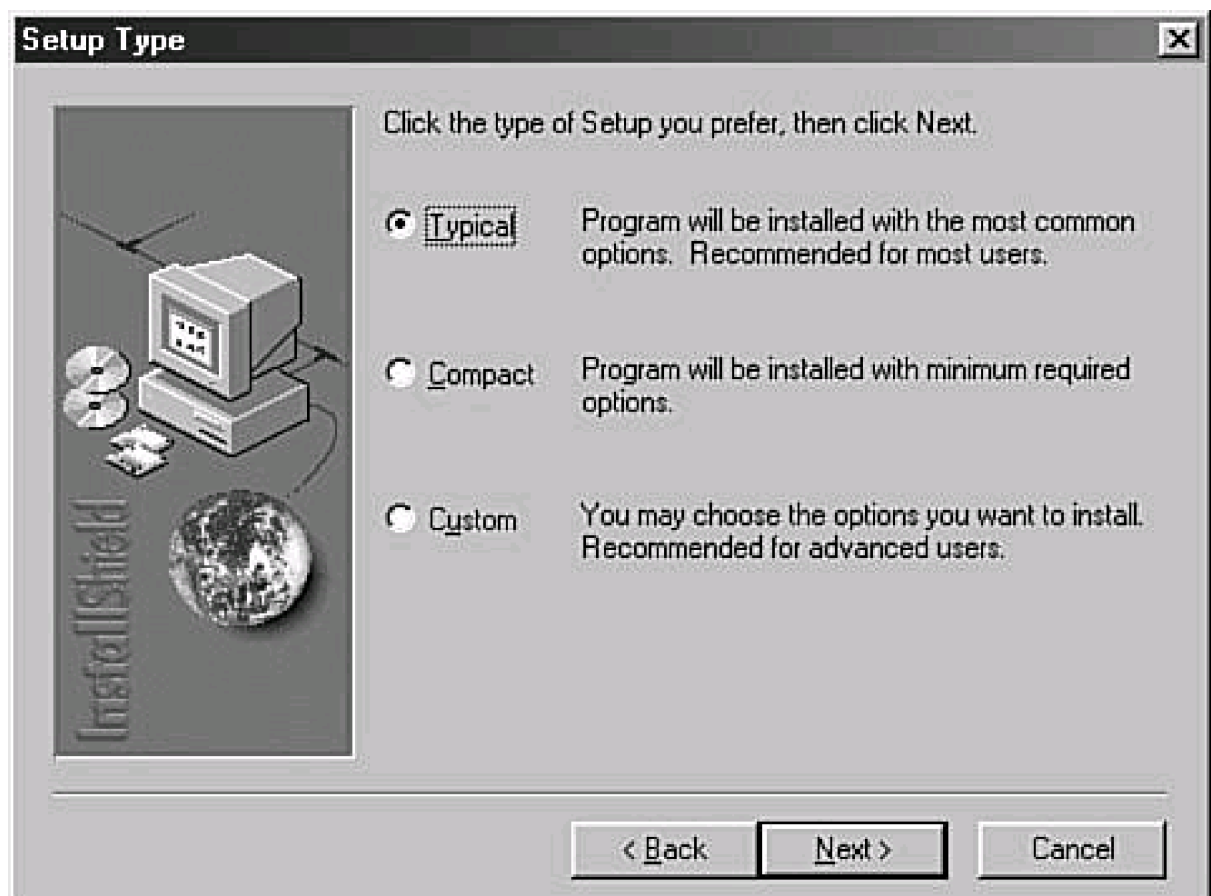 Setup Type
Click the type of Setup you prefer, then click Next.
Typical
Program will be installed with the most common
options. Recommended for most users.
Compact
Program will be installed with minimum required
options.
Custom
You may choose the options you want to install.
Recommended for advanced users.
InstallShield
< Back
Next >
Cancel